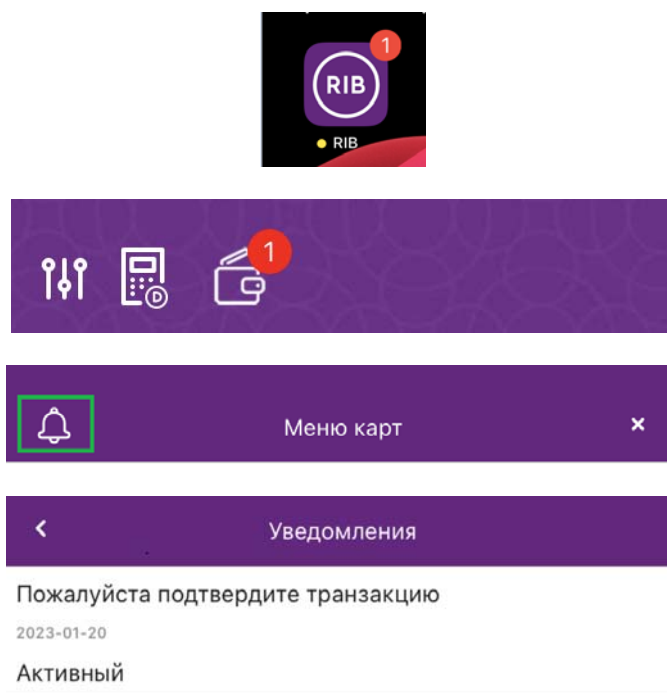 1
RIB
RIB
1
D
Меню карт
Уведомления
Пожалуйста подтвердите транзакцию
2023-01-20
Активный